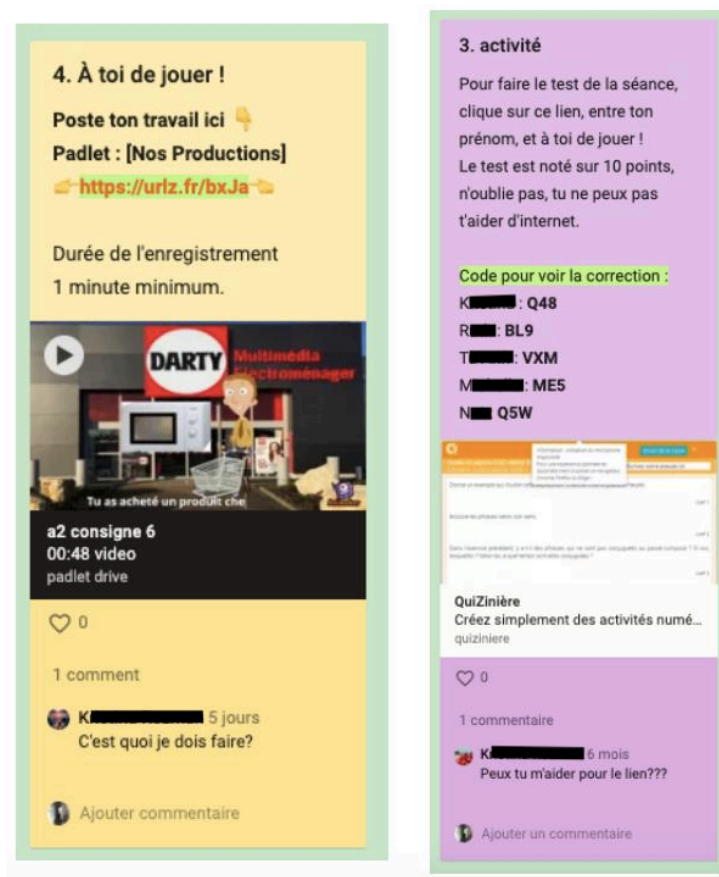 4. À toi de jouer !
Poste ton travail ici 👇
Padlet : [Nos Productions]
👉https://urlz.fr/bxJa👈
Durée de l'enregistrement
1 minute minimum.
DARTY Multimédia
Électroménager
Tu as acheté un produit che
a2 consigne 6
00:48 video
padlet drive
0
1 comment
K 5 jours
C'est quoi je dois faire?
Ajouter commentaire
3. activité
Pour faire le test de la séance,
clique sur ce lien, entre ton
prénom, et à toi de jouer !
Le test est noté sur 10 points,
n'oublie pas, tu ne peux pas
t'aider d'internet.
Code pour voir la correction :
K : Q48
R : BL9
T : VXM
M : ME5
N Q5W
QuiZinière
Créez simplement des activités numé...
quiziniere
0
1 commentaire
K 6 mois
Peux tu m'aider pour le lien???
Ajouter un commentaire